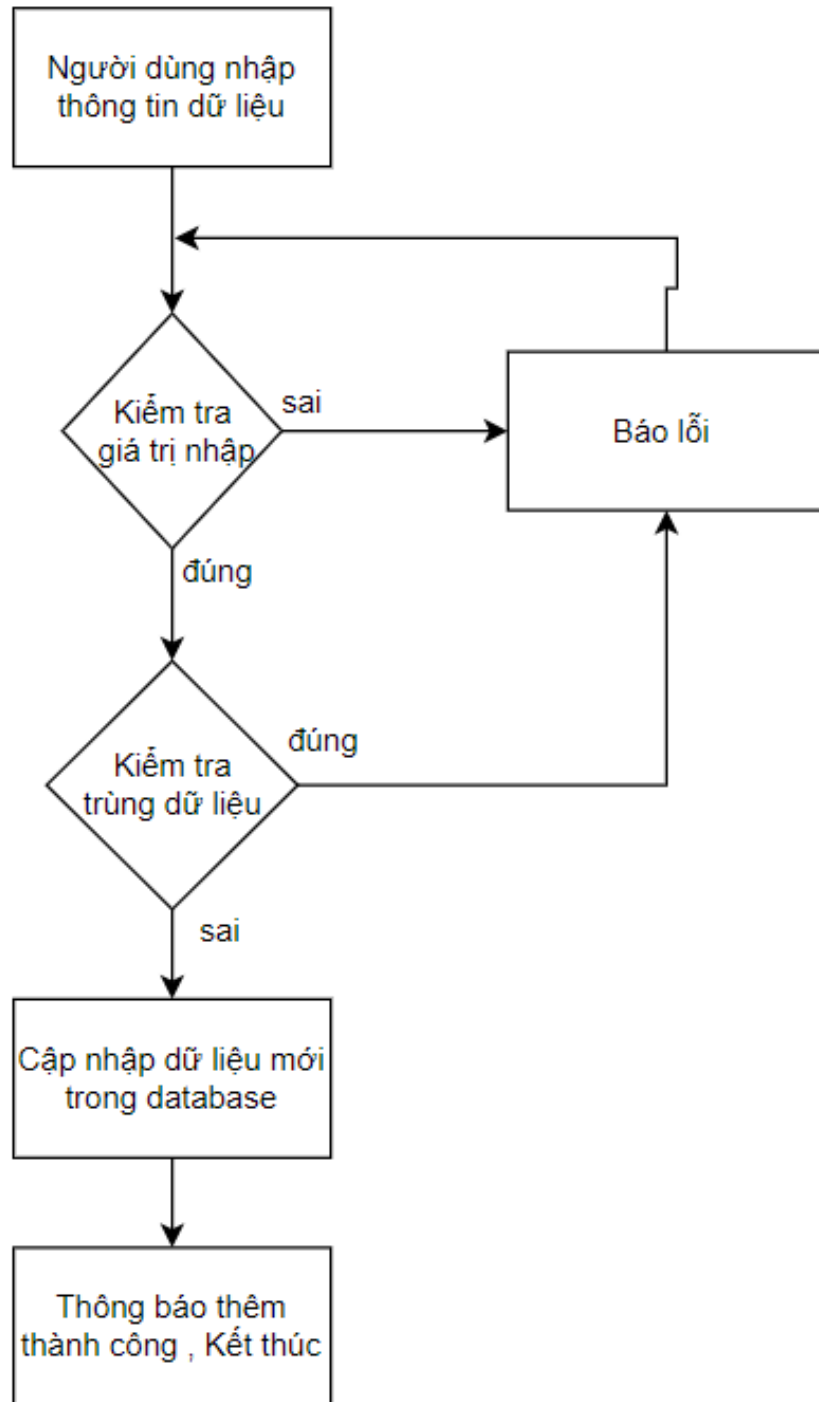 Người dùng nhập
thông tin dữ liệu
Kiểm tra
giá trị nhập
sai
Báo lỗi
đúng
Kiểm tra
trùng dữ liệu
đúng
sai
Cập nhập dữ liệu mới
trong database
Thông báo thêm
thành công , Kết thúc